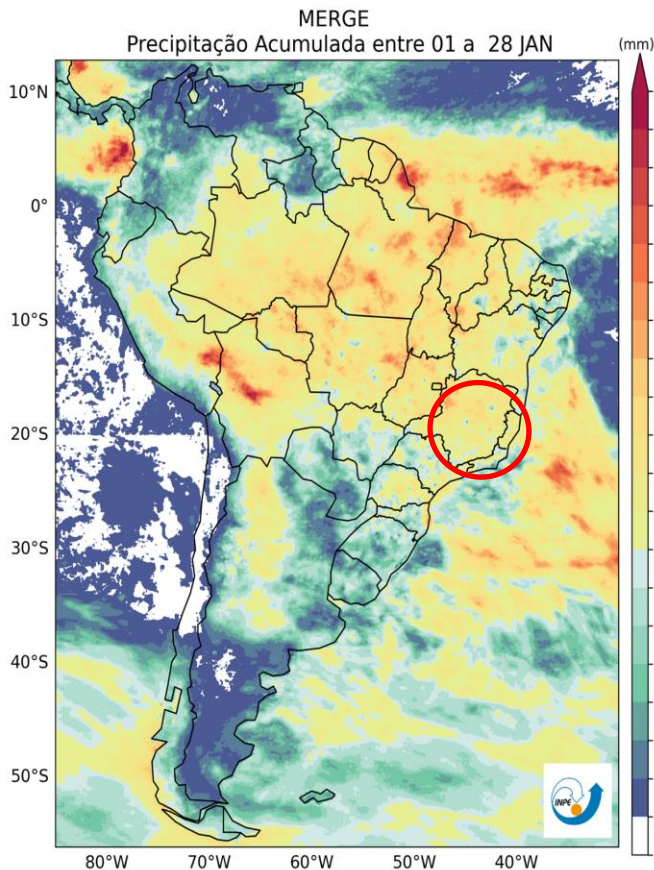 MERGE
Precipitação Acumulada entre 01 a 28 JAN
(mm)
10°N
0°
10°S
20°S
30°S
40°S
50°S
80°W
70°W
60°W
50°W
40°W
INPE